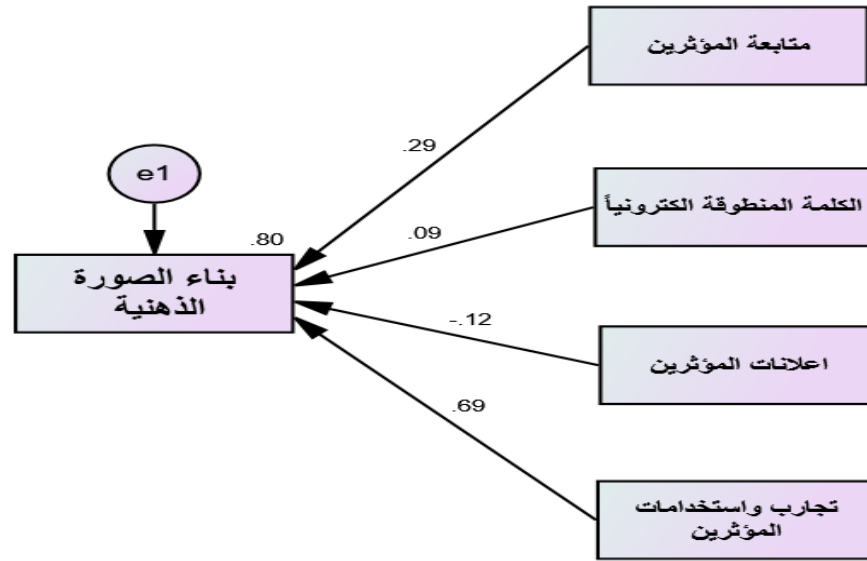 متابعة المؤثرين
.29
e1
الكلمة المنطوقة الكترونياً
.09
.80
بناء الصورة
الذهنية
-.12
اعلانات المؤثرين
.69
تجارب واستخدامات
المؤثرين